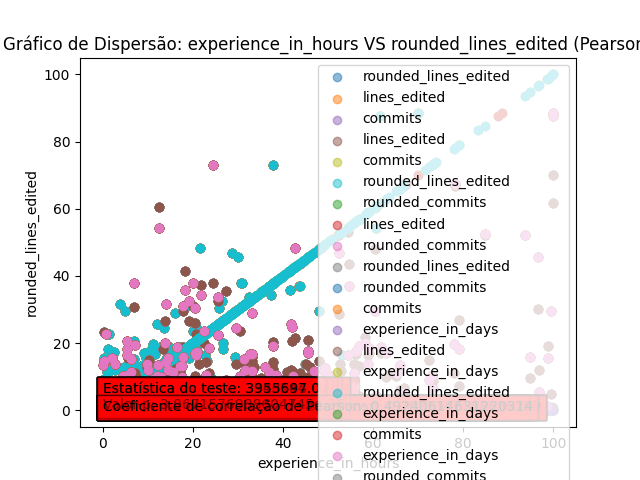 Gráfico de Dispersão: experience_in_hours VS rounded_lines_edited (Pearson
100
80
60
40
20
0
rounded_lines_edited
rounded_lines_edited
lines_edited
commits
lines_edited
commits
rounded_lines_edited
rounded_commits
lines_edited
rounded_commits
rounded_lines_edited
rounded_commits
commits
experience_in_days
lines_edited
experience_in_days
rounded_lines_edited
experience_in_days
commits
experience_in_days
rounded_commits
Estatística do teste:
Coeficiente de correlação de Pearson:
0
20
40
60
80
100
experience_in_hours